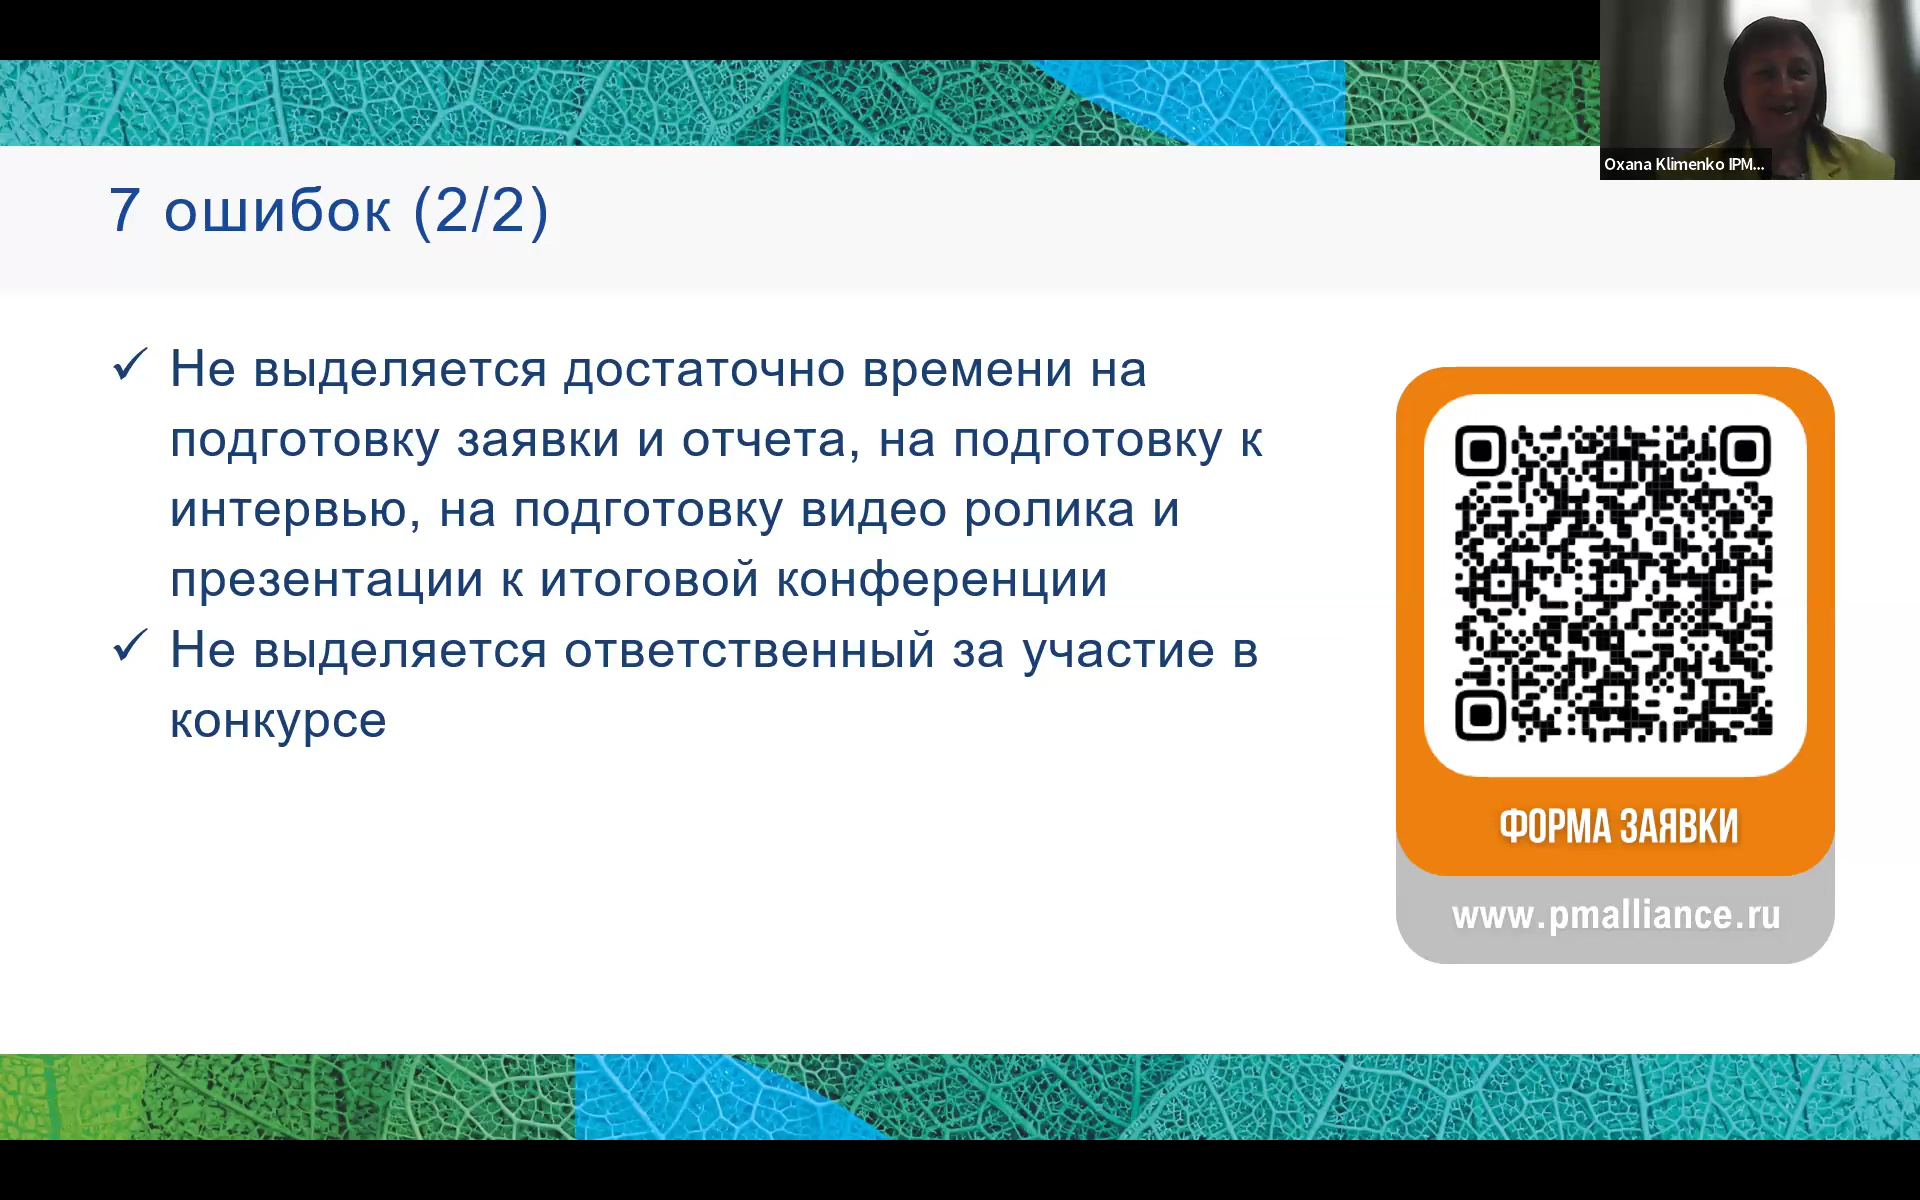 Oxana Klimenko IPM...
7 ошибок (2/2)
✓ Не выделяется достаточно времени на
подготовку заявки и отчета, на подготовку к
интервью, на подготовку видео ролика и
презентации к итоговой конференции
✓ Не выделяется ответственный за участие в
конкурсе
ФОРМА ЗАЯВКИ
www.pmalliance.ru